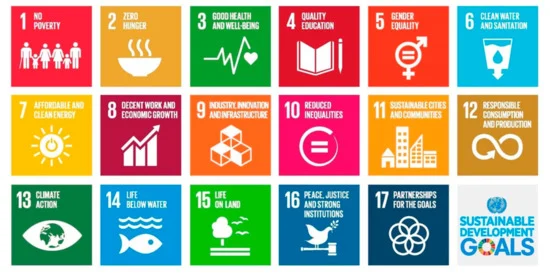 1 NO
POVERTY
2 ZERO
HUNGER
3 GOOD HEALTH
AND WELL-BEING
4 QUALITY
EDUCATION
5 GENDER
EQUALITY
6 CLEAN WATER
AND SANITATION
7 AFFORDABLE AND
CLEAN ENERGY
8 DECENT WORK AND
ECONOMIC GROWTH
9 INDUSTRY, INNOVATION
AND INFRASTRUCTURE
10 REDUCED
INEQUALITIES
11 SUSTAINABLE CITIES
AND COMMUNITIES
12 RESPONSIBLE
CONSUMPTION
AND PRODUCTION
13 CLIMATE
ACTION
14 LIFE
BELOW WATER
15 LIFE
ON LAND
16 PEACE, JUSTICE
AND STRONG
INSTITUTIONS
17 PARTNERSHIPS
FOR THE GOALS
SUSTAINABLE
DEVELOPMENT
GOALS